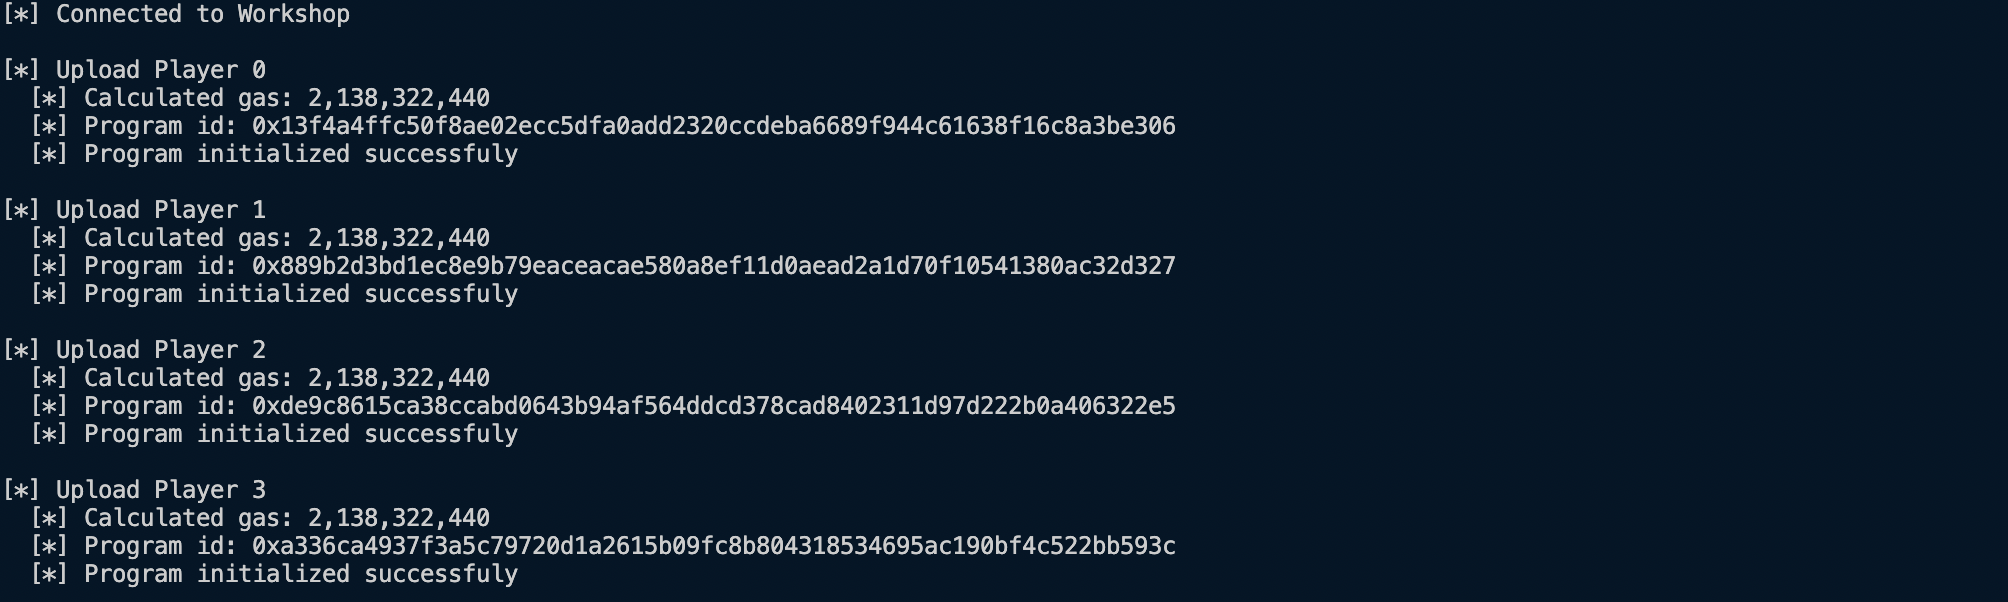 [*] Connected to Workshop
[*] Upload Player 0
[*] Calculated gas: 2,138,322,440
[*] Program id: 0x13f4a4ffc50f8ae02ecc5dfa0add2320ccdeba6689f944c61638f16c8a3be306
[*] Program initialized successfuly
[*] Upload Player 1
[*] Calculated gas: 2,138,322,440
[*] Program id: 0x889b2d3bd1ec8e9b79eaceacae580a8ef11d0aead2a1d70f10541380ac32d327
[*] Program initialized successfuly
[*] Upload Player 2
[*] Calculated gas: 2,138,322,440
[*] Program id: 0xde9c8615ca38ccabd0643b94af564ddcd378cad8402311d97d222b0a406322e5
[*] Program initialized successfuly
[*] Upload Player 3
[*] Calculated gas: 2,138,322,440
[*] Program id: 0xa336ca4937f3a5c79720d1a2615b09fc8b804318534695ac190bf4c522bb593c
[*] Program initialized successfuly